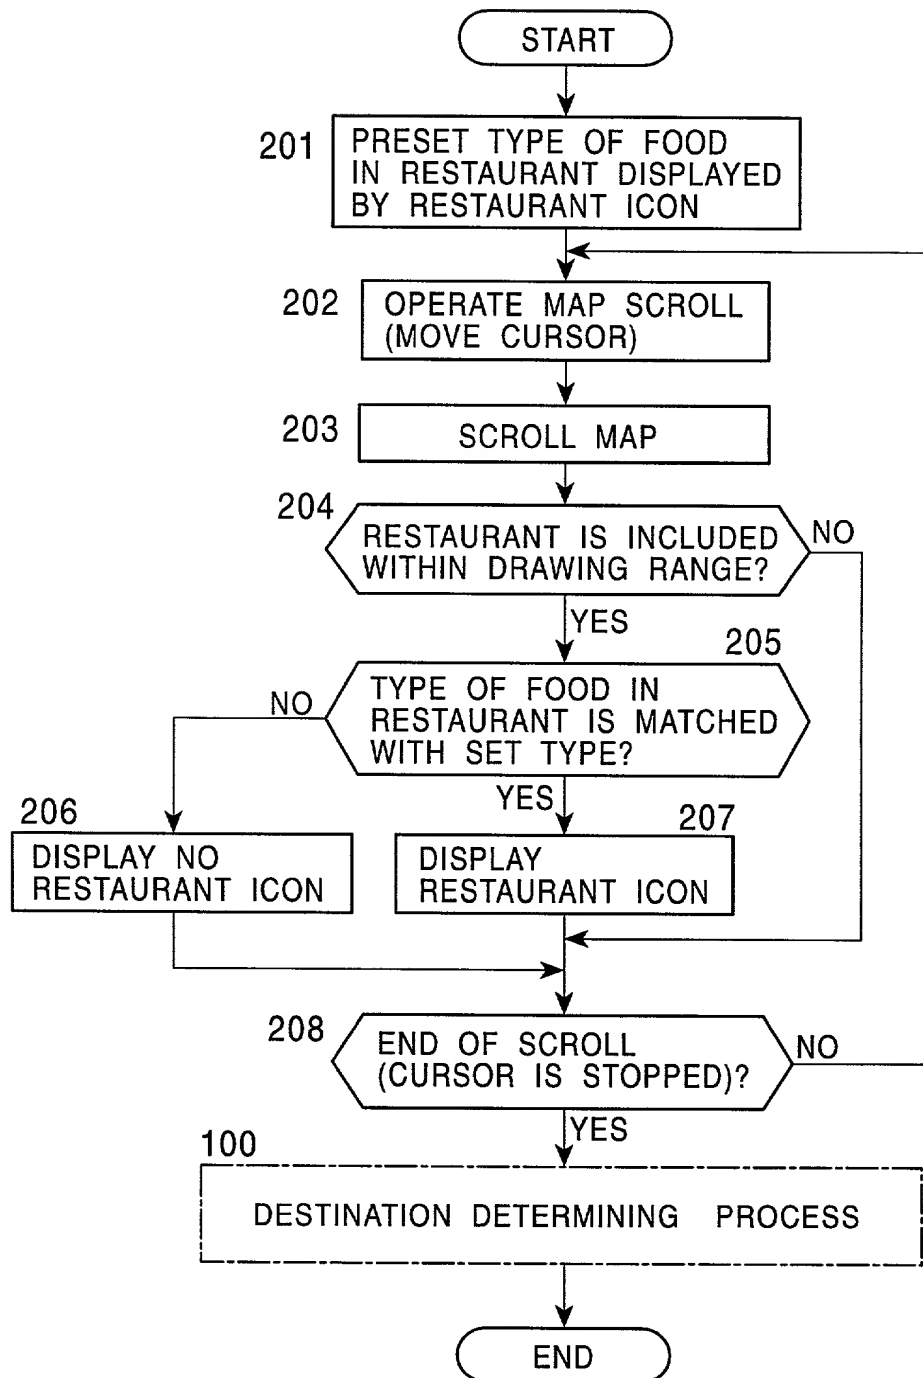 START
201
PRESET TYPE OF FOOD
IN RESTAURANT DISPLAYED
BY RESTAURANT ICON
202
OPERATE MAP SCROLL
(MOVE CURSOR)
203
SCROLL MAP
204
RESTAURANT IS INCLUDED
WITHIN DRAWING RANGE?
NO
YES
205
TYPE OF FOOD IN
RESTAURANT IS MATCHED
WITH SET TYPE?
NO
YES
206
DISPLAY NO
RESTAURANT ICON
207
DISPLAY
RESTAURANT ICON
208
END OF SCROLL
(CURSOR IS STOPPED)?
NO
YES
100
DESTINATION DETERMINING PROCESS
END